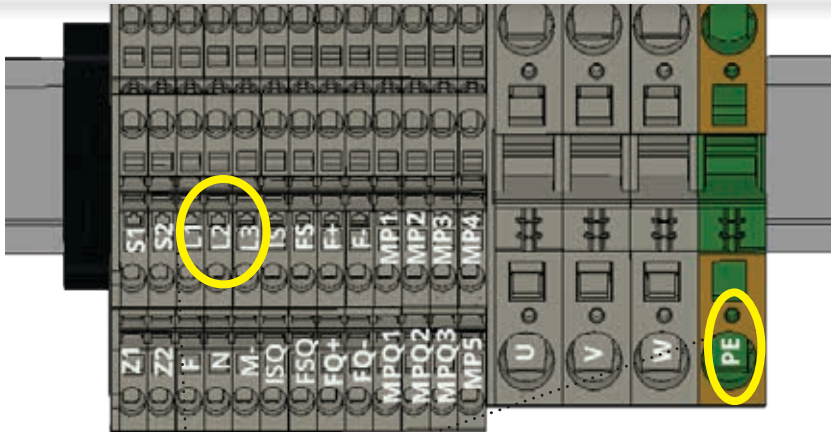 S1 S2 L1 L2 L3 IS FS F+ F- MP1 MP2 MP3 MP4
Z1 Z2 F N M- ISQ FSQ FQ+ FQ- MPQ1 MPQ2 MPQ3 MP5
U V W PE